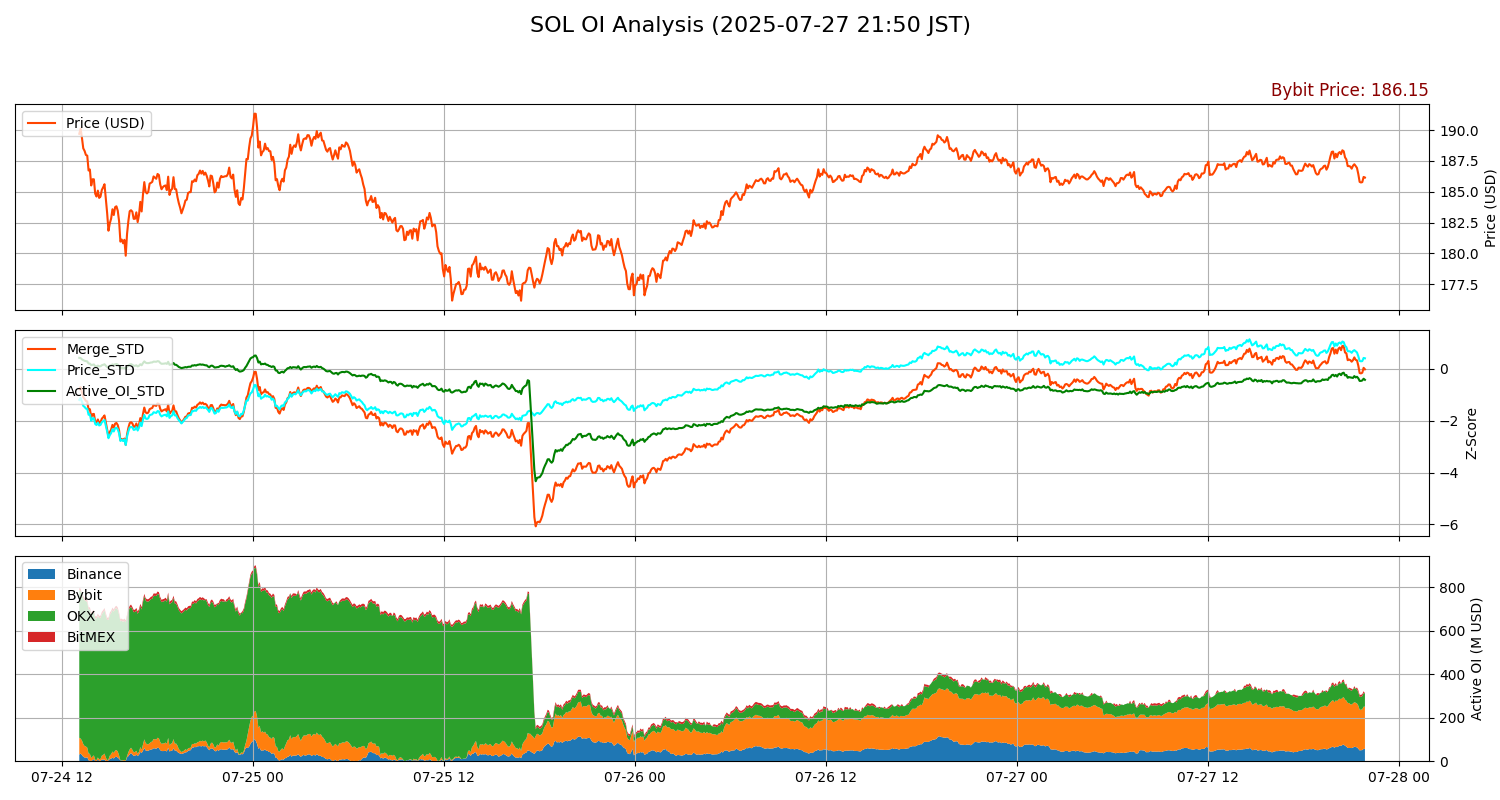 SOL OI Analysis (2025-07-27 21:50 JST)
Bybit Price: 186.15
Price (USD)
190.0
187.5
185.0
182.5
180.0
177.5
Price (USD)
Merge_STD
Price_STD
Active_OI_STD
0
−2
−4
−6
Z-Score
Binance
Bybit
OKX
BitMEX
800
600
400
200
0
Active OI (M USD)
07-24 12
07-25 00
07-25 12
07-26 00
07-26 12
07-27 00
07-27 12
07-28 00